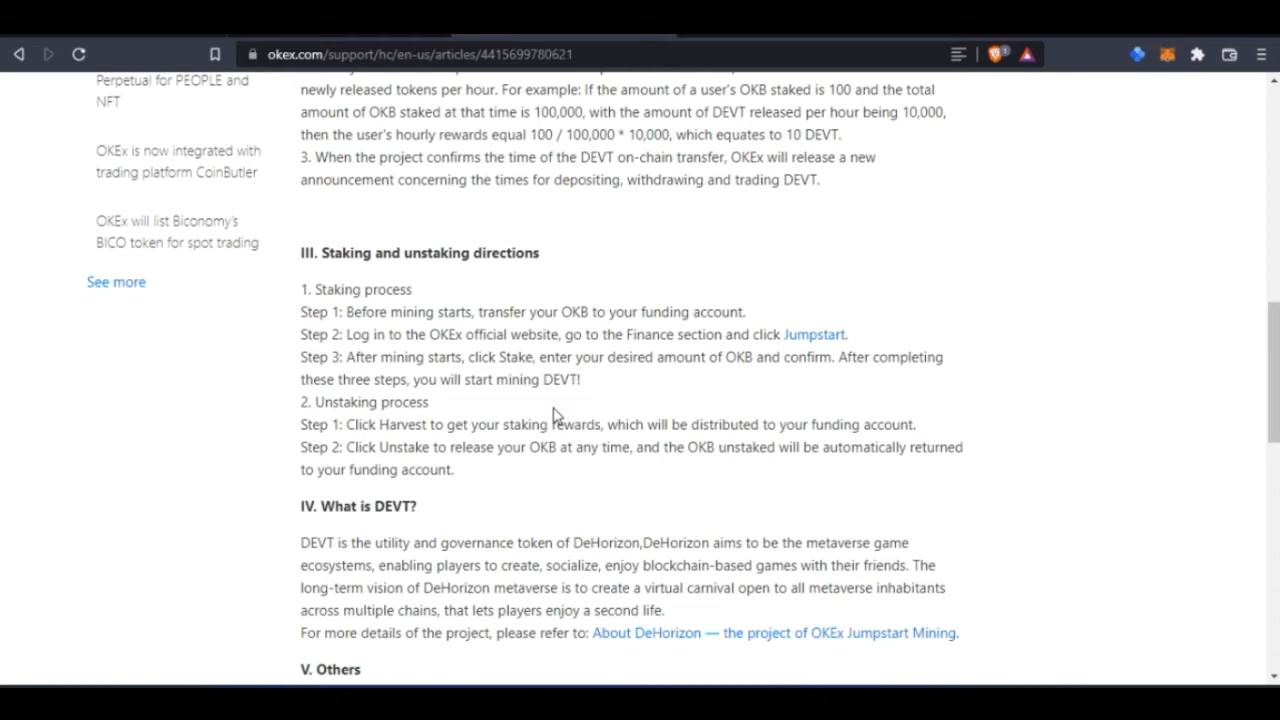 okex.com/support/hc/en-us/articles/4415699780621
Perpetual for PEOPLE and
NFT
OKEx is now integrated with
trading platform CoinButler
OKEx will list Biconomy's
BICO token for spot trading
See more
newly released tokens per hour. For example: If the amount of a user's OKB staked is 100 and the total
amount of OKB staked at that time is 100,000, with the amount of DEVT released per hour being 10,000,
then the user's hourly rewards equal 100 / 100,000 * 10,000, which equates to 10 DEVT.
3. When the project confirms the time of the DEVT on-chain transfer, OKEx will release a new
announcement concerning the times for depositing, withdrawing and trading DEVT.
III. Staking and unstaking directions
1. Staking process
Step 1: Before mining starts, transfer your OKB to your funding account.
Step 2: Log in to the OKEx official website, go to the Finance section and click Jumpstart.
Step 3: After mining starts, click Stake, enter your desired amount of OKB and confirm. After completing
these three steps, you will start mining DEVT!
2. Unstaking process
Step 1: Click Harvest to get your staking rewards, which will be distributed to your funding account.
Step 2: Click Unstake to release your OKB at any time, and the OKB unstaked will be automatically returned
to your funding account.
IV. What is DEVT?
DEVT is the utility and governance token of DeHorizon,DeHorizon aims to be the metaverse game
ecosystems, enabling players to create, socialize, enjoy blockchain-based games with their friends. The
long-term vision of DeHorizon metaverse is to create a virtual carnival open to all metaverse inhabitants
across multiple chains, that lets players enjoy a second life.
For more details of the project, please refer to: About DeHorizon — the project of OKEx Jumpstart Mining.
V. Others